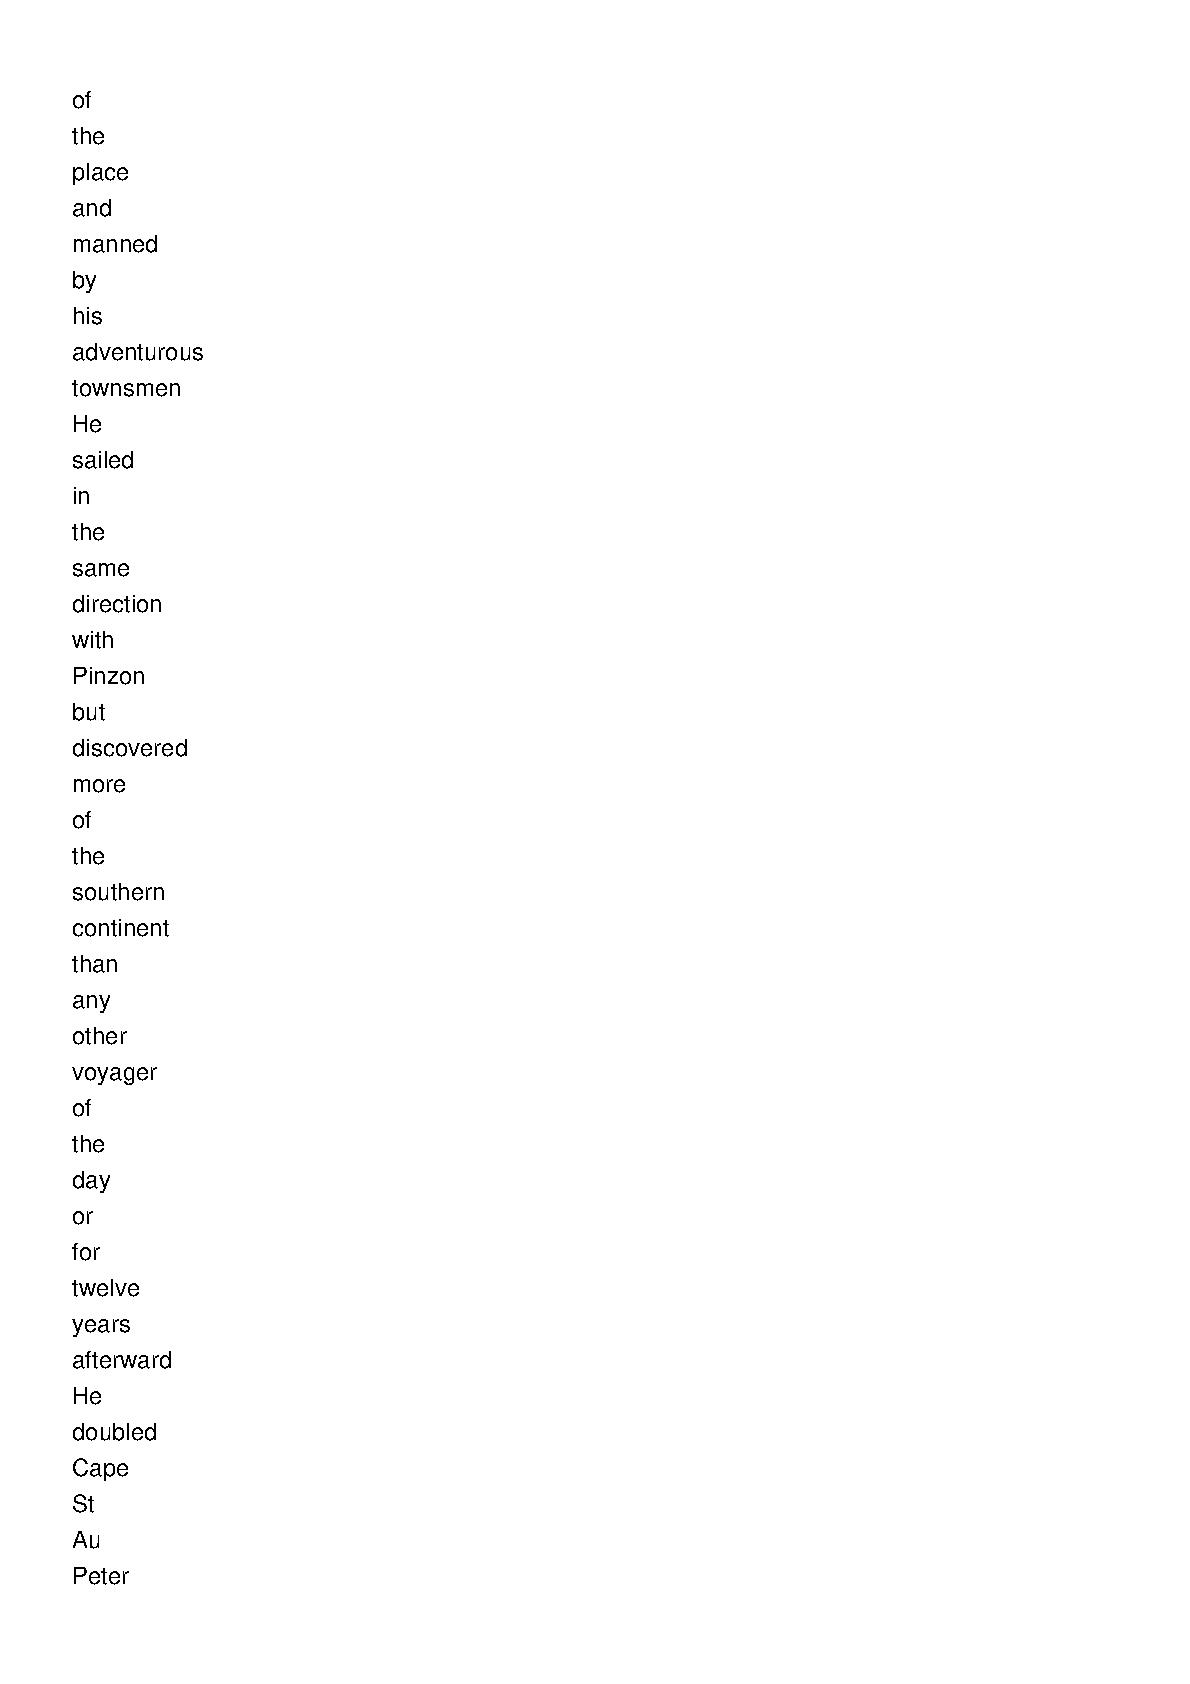 of
the
place
and
manned
by
his
adventurous
townsmen
He
sailed
in
the
same
direction
with
Pinzon
but
discovered
more
of
the
southern
continent
than
any
other
voyager
of
the
day
or
for
twelve
years
afterward
He
doubled
Cape
St
Au
Peter